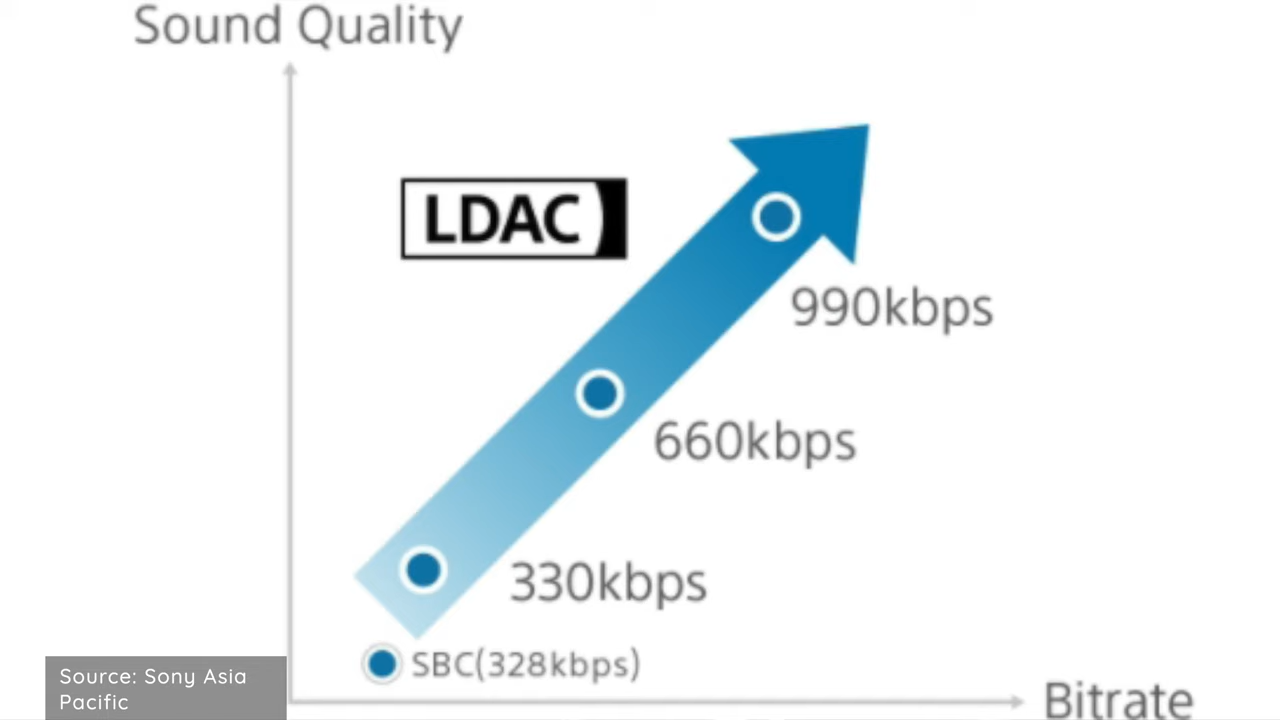 Sound Quality
LDAC
990kbps
660kbps
330kbps
SBC(328kbps)
Source: Sony Asia
Pacific
Bitrate